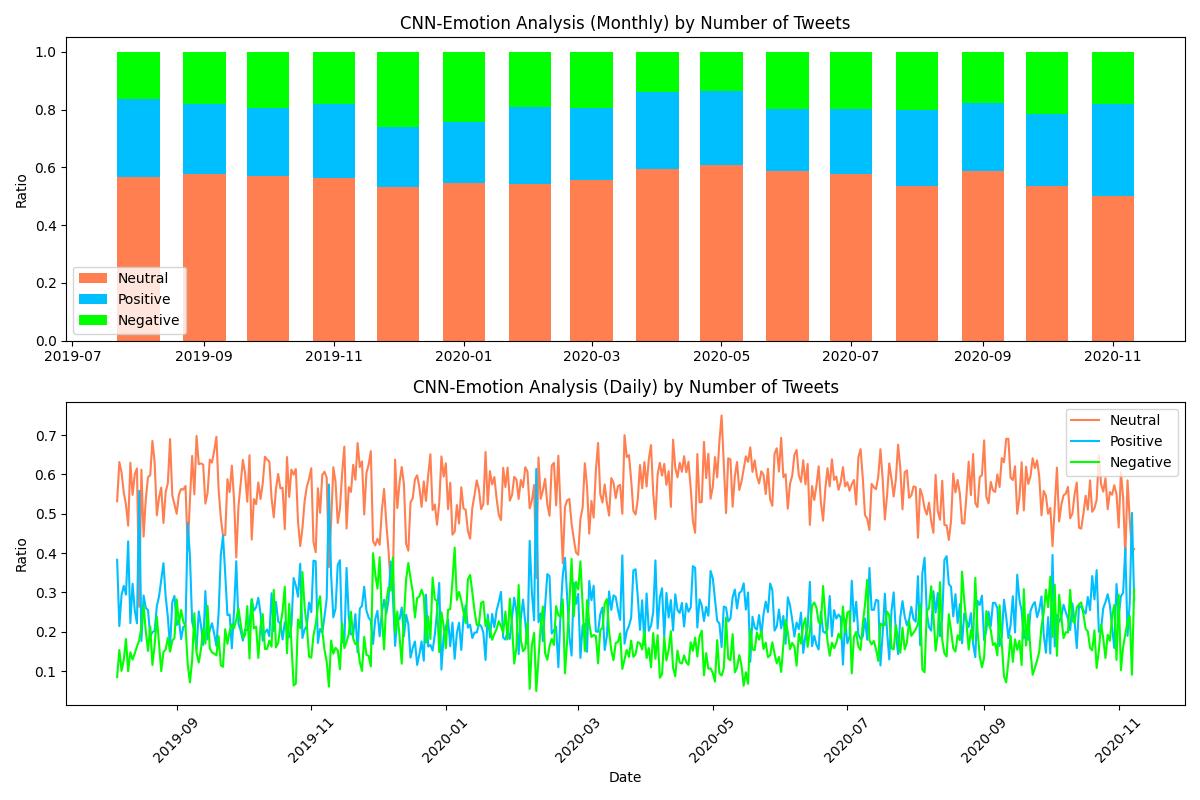 CNN-Emotion Analysis (Monthly) by Number of Tweets
1.0
0.8
0.6
0.4
0.2
0.0
Ratio
Neutral
Positive
Negative
2019-07 2019-09 2019-11 2020-01 2020-03 2020-05 2020-07 2020-09 2020-11
CNN-Emotion Analysis (Daily) by Number of Tweets
0.7
0.6
0.5
0.4
0.3
0.2
0.1
Ratio
Neutral
Positive
Negative
2019-09 2019-11 2020-01 2020-03 2020-05 2020-07 2020-09 2020-11
Date